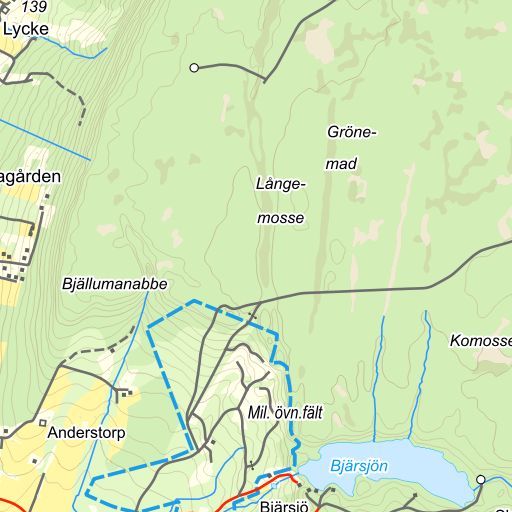 139
Lycke
Gröne-
mad
agården
Långe-
mosse
Bjällumanabbe
Komosse
Mil. övn.fält
Anderstorp
Bjärsjön
Bjärsjö